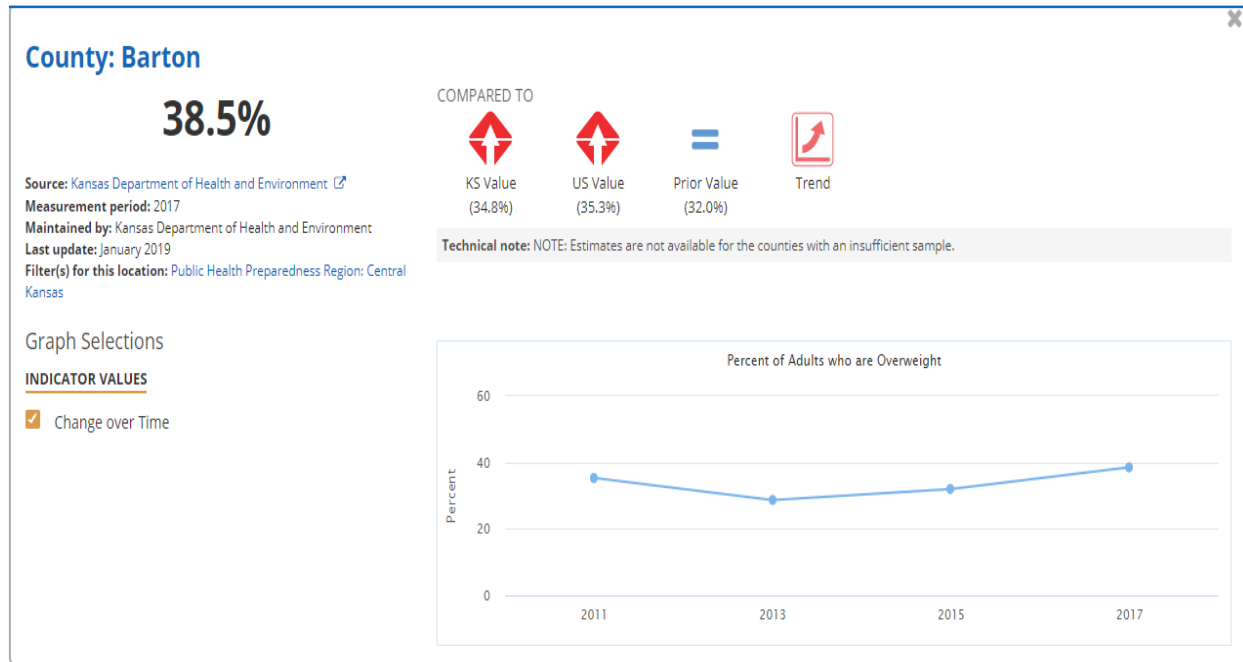 County: Barton
38.5%
Source: Kansas Department of Health and Environment
Measurement period: 2017
Maintained by: Kansas Department of Health and Environment
Last update: January 2019
Filter(s) for this location: Public Health Preparedness Region: Central
Kansas
COMPARED TO
KS Value
(34.8%)
US Value
(35.3%)
=
Prior Value
(32.0%)
Trend
Technical note: NOTE: Estimates are not available for the counties with an insufficient sample.
Graph Selections
INDICATOR VALUES
Change over Time
Percent of Adults who are Overweight
Percent
60
40
20
0
2011 2013 2015 2017